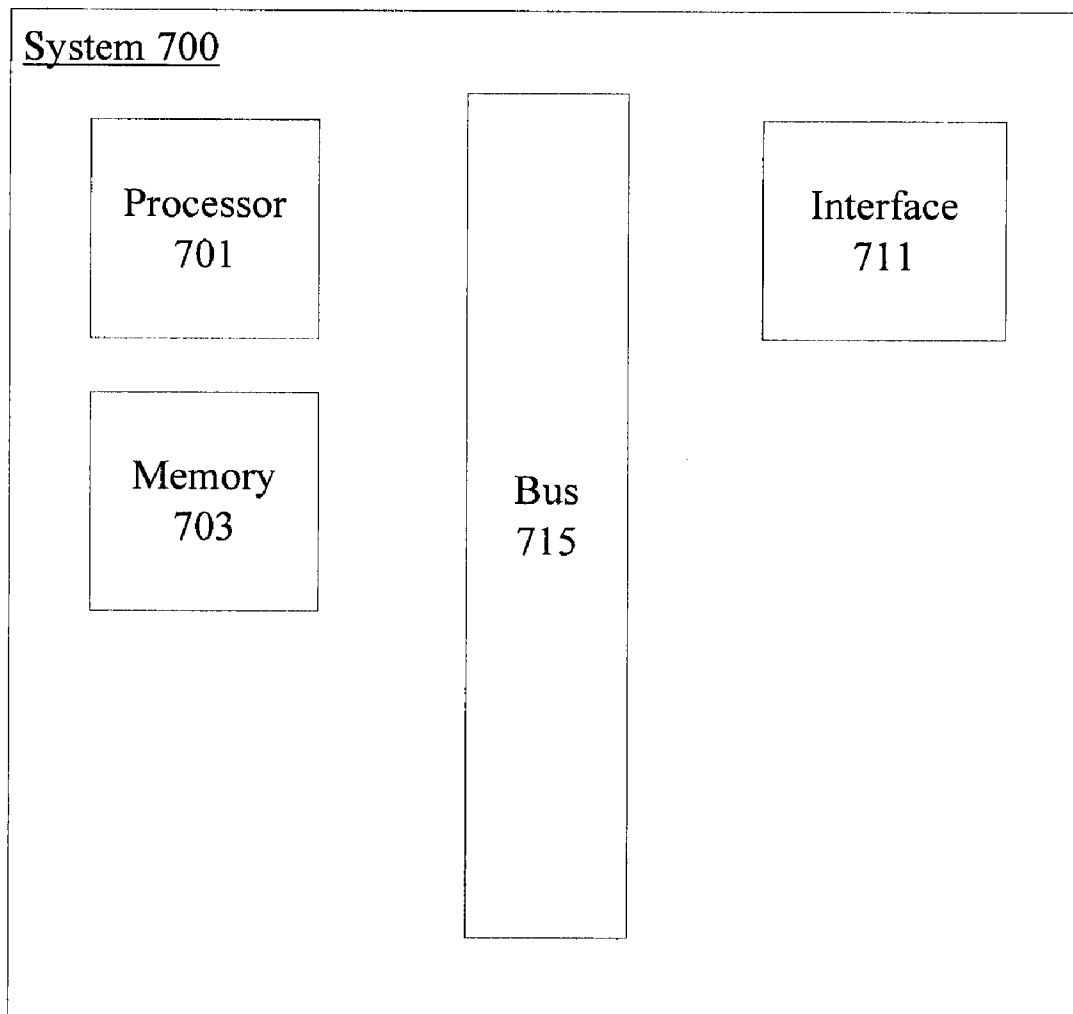 System 700
Processor
701
Interface
711
Memory
703
Bus
715